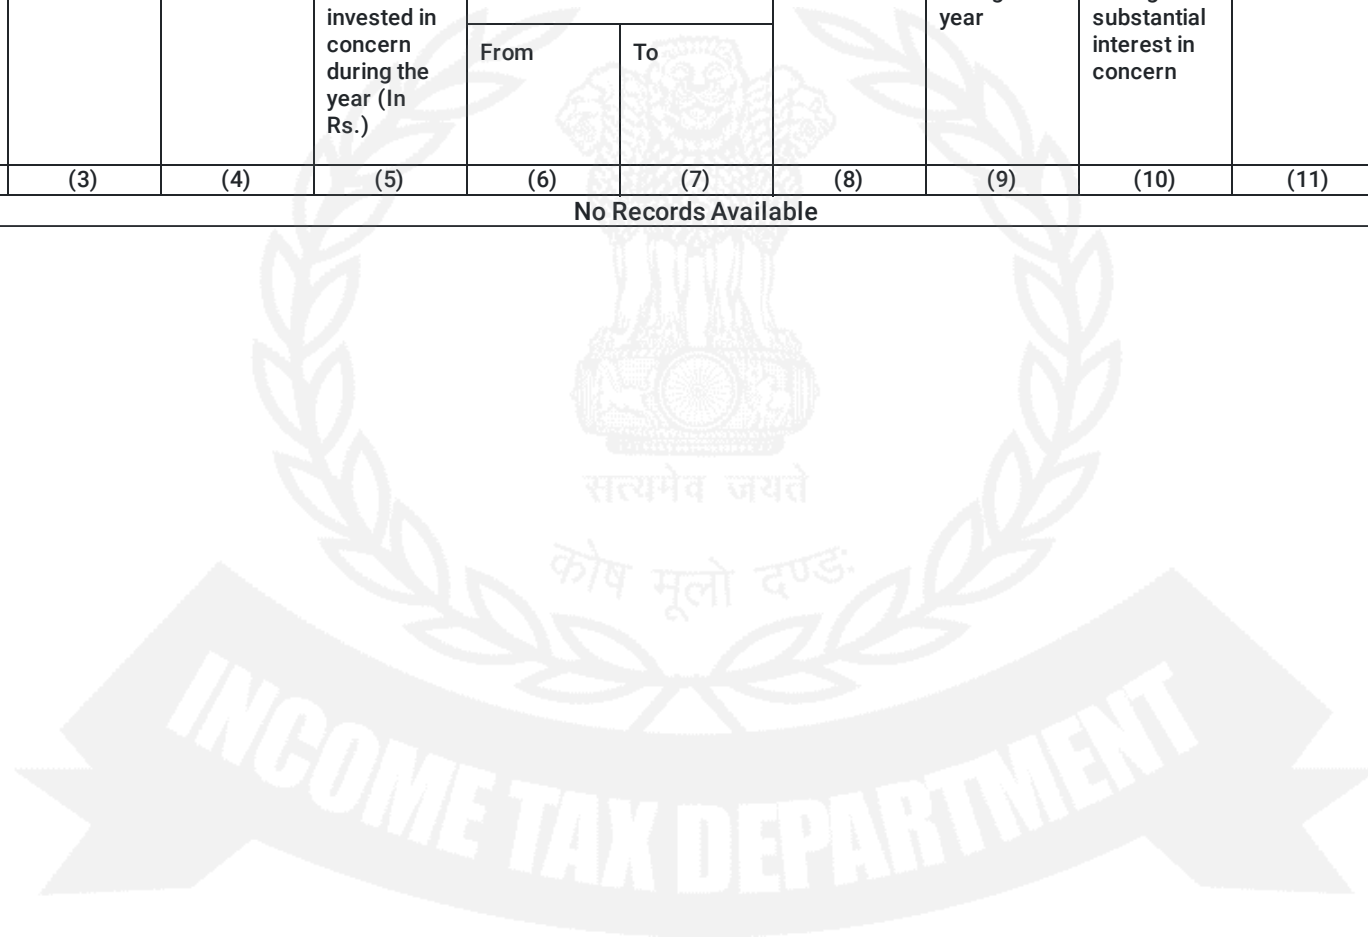 invested in
concern
during the
year (In
Rs.)
From
To
year
substantial
interest in
concern
(3) (4) (5) (6) (7) (8) (9) (10) (11)
No Records Available
सत्यमेव जयते
कोष मूलो दण्डः
INCOME TAX DEPARTMENT